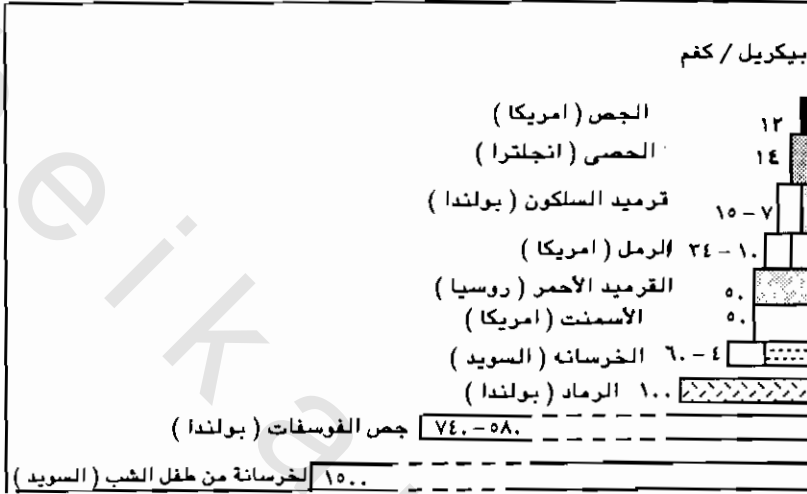 بيكريل / كغم
١٢ الجص ( امريكا )
١٤ الحصى ( انجلترا )
٧ – ١٥ قرميد السلكون ( بولندا )
١٠ – ٣٤ الرمل ( امريكا )
٥٠ القرميد الأحمر ( روسيا )
٥٠ الأسمنت ( امريكا )
٤ – ٦٠ الخرسانه ( السويد )
١٠٠ الرماد ( بولندا )
٥٨٠ – ٧٤٠ جص الفوسفات ( بولندا )
١٥٠٠ الخرسانة من طفل الشب ( السويد )
eika